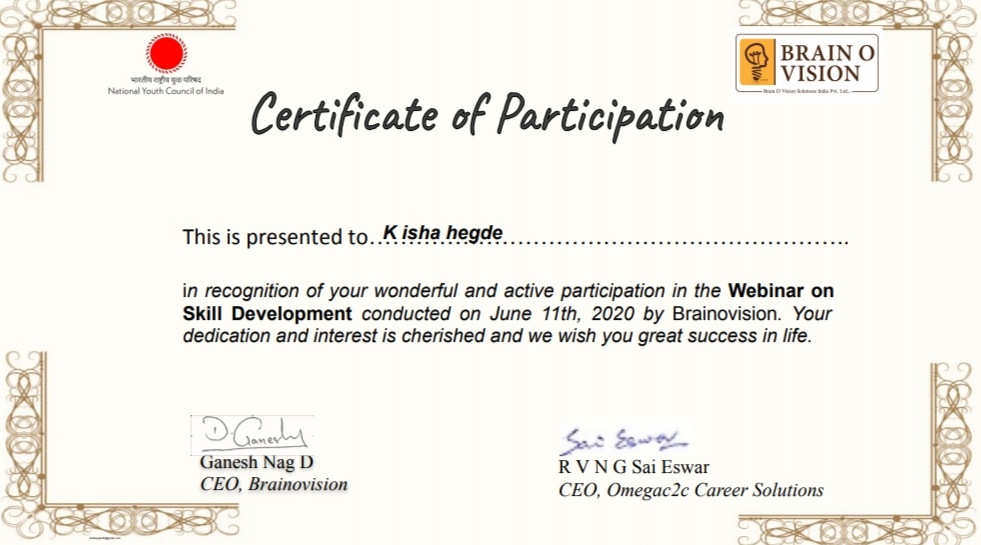 भारतीय राष्ट्रीय युवा परिषद
National Youth Council of India
BRAIN O
VISION
Brain O Vision Solutions India Pvt. Ltd.,
Certificate of Participation
This is presented to..K isha hegde...........................................................
in recognition of your wonderful and active participation in the Webinar on
Skill Development conducted on June 11th, 2020 by Brainovision. Your
dedication and interest is cherished and we wish you great success in life.
D. Ganesh
Ganesh Nag D
CEO, Brainovision
Sai Eswar
R V N G Sai Eswar
CEO, Omegac2c Career Solutions